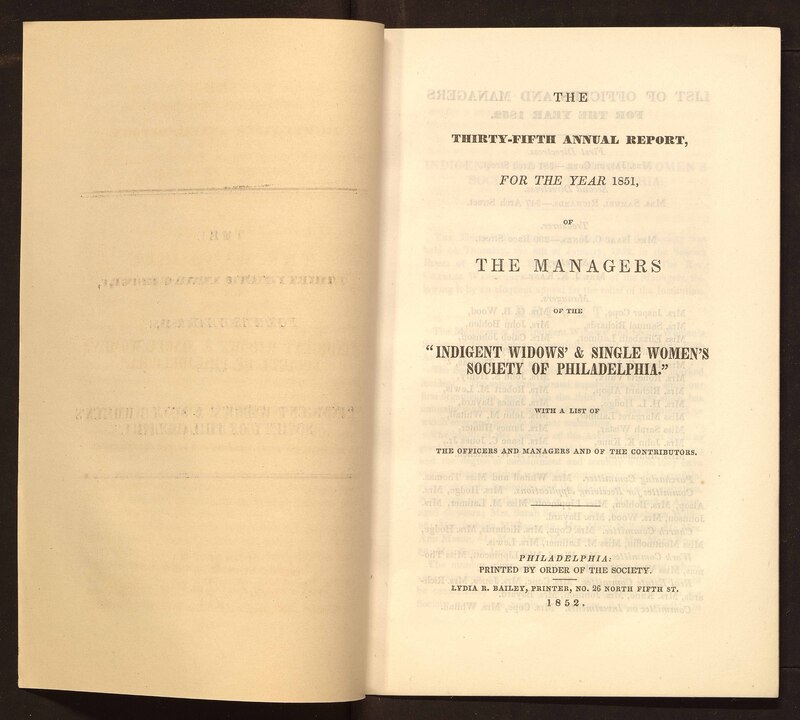 THE
THIRTY-FIFTH ANNUAL REPORT,
FOR THE YEAR 1851,
OF
THE MANAGERS
OF THE
"INDIGENT WIDOWS' & SINGLE WOMEN'S
SOCIETY OF PHILADELPHIA."
WITH A LIST OF
THE OFFICERS AND MANAGERS AND OF THE CONTRIBUTORS.
PHILADELPHIA:
PRINTED BY ORDER OF THE SOCIETY.
LYDIA R. BAILEY, PRINTER, NO. 26 NORTH FIFTH ST.
1852.